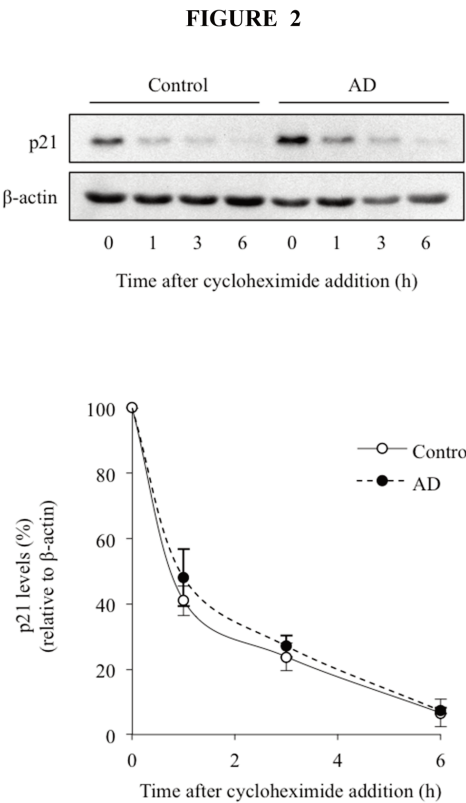 FIGURE 2
Control AD
p21
β-actin
0 1 3 6 0 1 3 6
Time after cycloheximide addition (h)
100
80
60
40
20
0
p21 levels (%)
(relative to β-actin)
Contro
AD
0 2 4 6
Time after cycloheximide addition (h)